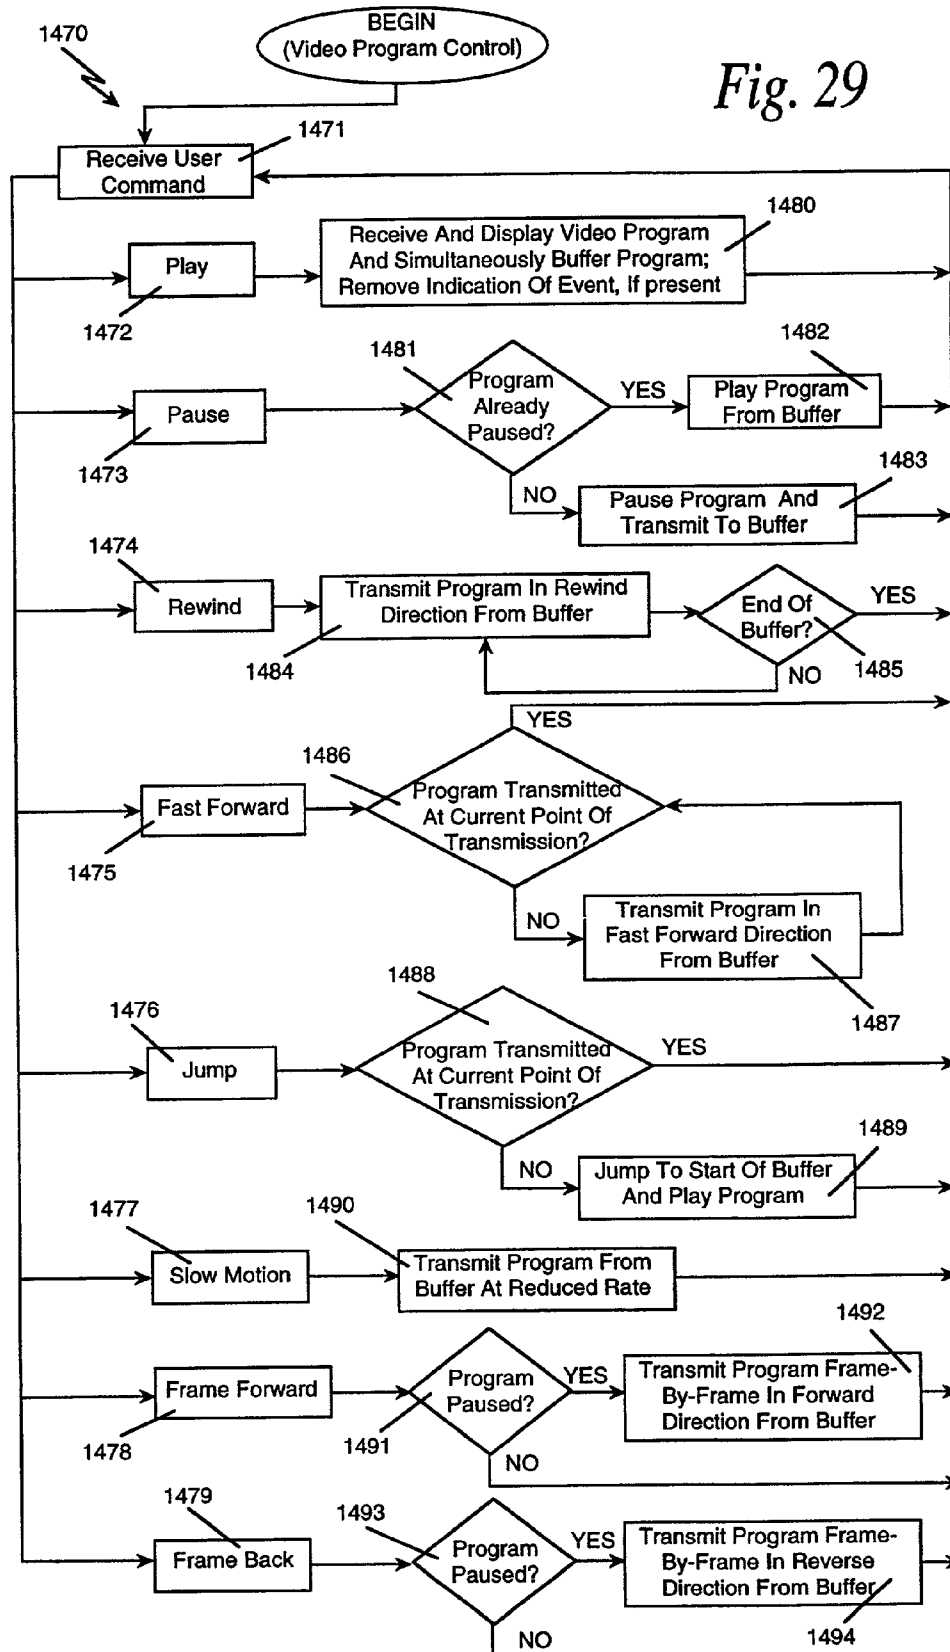 1470
BEGIN
(Video Program Control)
Fig. 29
1471
Receive User
Command
1480
Receive And Display Video Program
And Simultaneously Buffer Program;
Remove Indication Of Event, If present
Play
1472
1481
1482
Program
Already
Paused?
YES
Play Program
From Buffer
Pause
1473
NO
1483
Pause Program And
Transmit To Buffer
1474
Rewind
Transmit Program In Rewind
Direction From Buffer
1484
End Of
Buffer?
YES
1485
NO
YES
1486
Fast Forward
1475
Program Transmitted
At Current Point Of
Transmission?
NO
Transmit Program In
Fast Forward Direction
From Buffer
1487
1488
1476
Jump
Program Transmitted
At Current Point Of
Transmission?
YES
1489
NO
Jump To Start Of Buffer
And Play Program
1477
1490
Slow Motion
Transmit Program From
Buffer At Reduced Rate
1492
Frame Forward
1478
Program
Paused?
1491
YES
Transmit Program Frame-
By-Frame In Forward
Direction From Buffer
NO
1479
1493
Frame Back
Program
Paused?
YES
Transmit Program Frame-
By-Frame In Reverse
Direction From Buffer
NO
1494